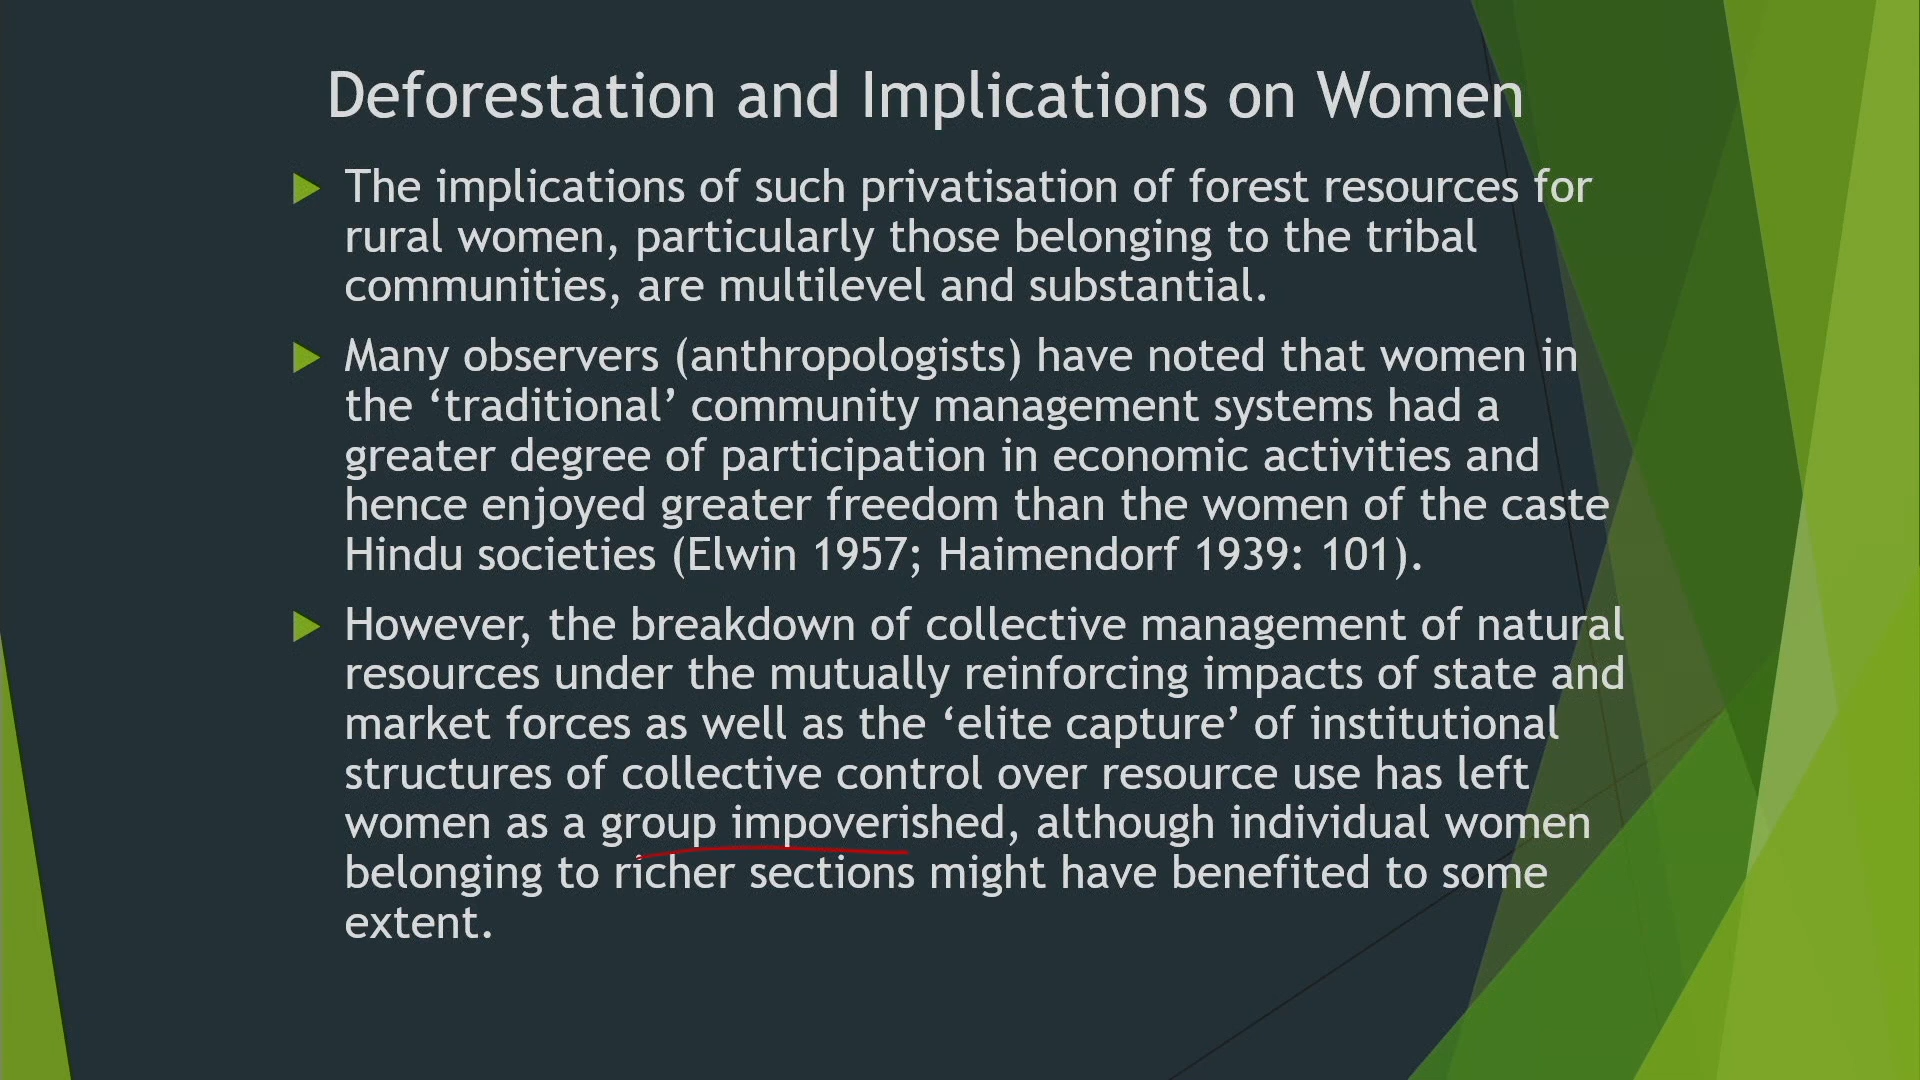 Deforestation and Implications on Women
The implications of such privatisation of forest resources for
rural women, particularly those belonging to the tribal
communities, are multilevel and substantial.
Many observers (anthropologists) have noted that women in
the ‘traditional’ community management systems had a
greater degree of participation in economic activities and
hence enjoyed greater freedom than the women of the caste
Hindu societies (Elwin 1957; Haimendorf 1939: 101).
However, the breakdown of collective management of natural
resources under the mutually reinforcing impacts of state and
market forces as well as the ‘elite capture’ of institutional
structures of collective control over resource use has left
women as a group impoverished, although individual women
belonging to richer sections might have benefited to some
extent.